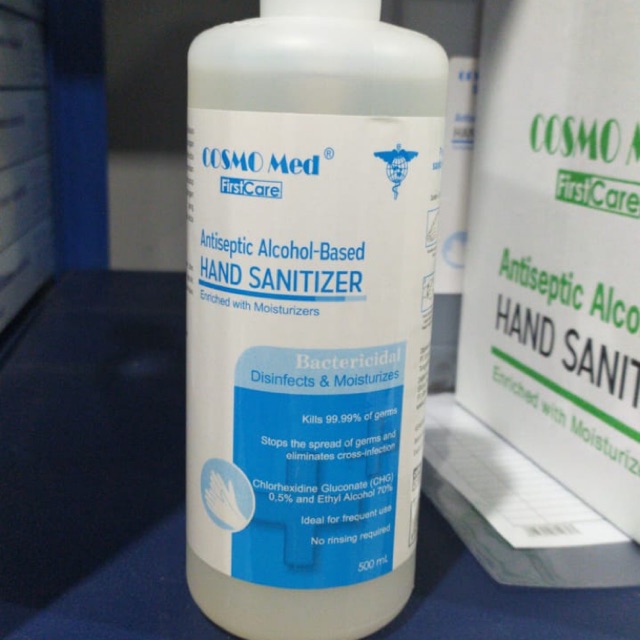 COSMO Med®
FirstCare
Antiseptic Alcohol-Based
HAND SANITIZER
Enriched with Moisturizers
Bactericidal
Disinfects & Moisturizes
Kills 99.99% of germs
Stops the spread of germs and
eliminates cross-infection
Chlorhexidine Gluconate (CHG)
0,5% and Ethyl Alcohol 70%
Ideal for frequent use
No rinsing required
500 mL
COSMO M
FirstCare
Antiseptic Alco
HAND SANIT
Enriched with Moisturiz